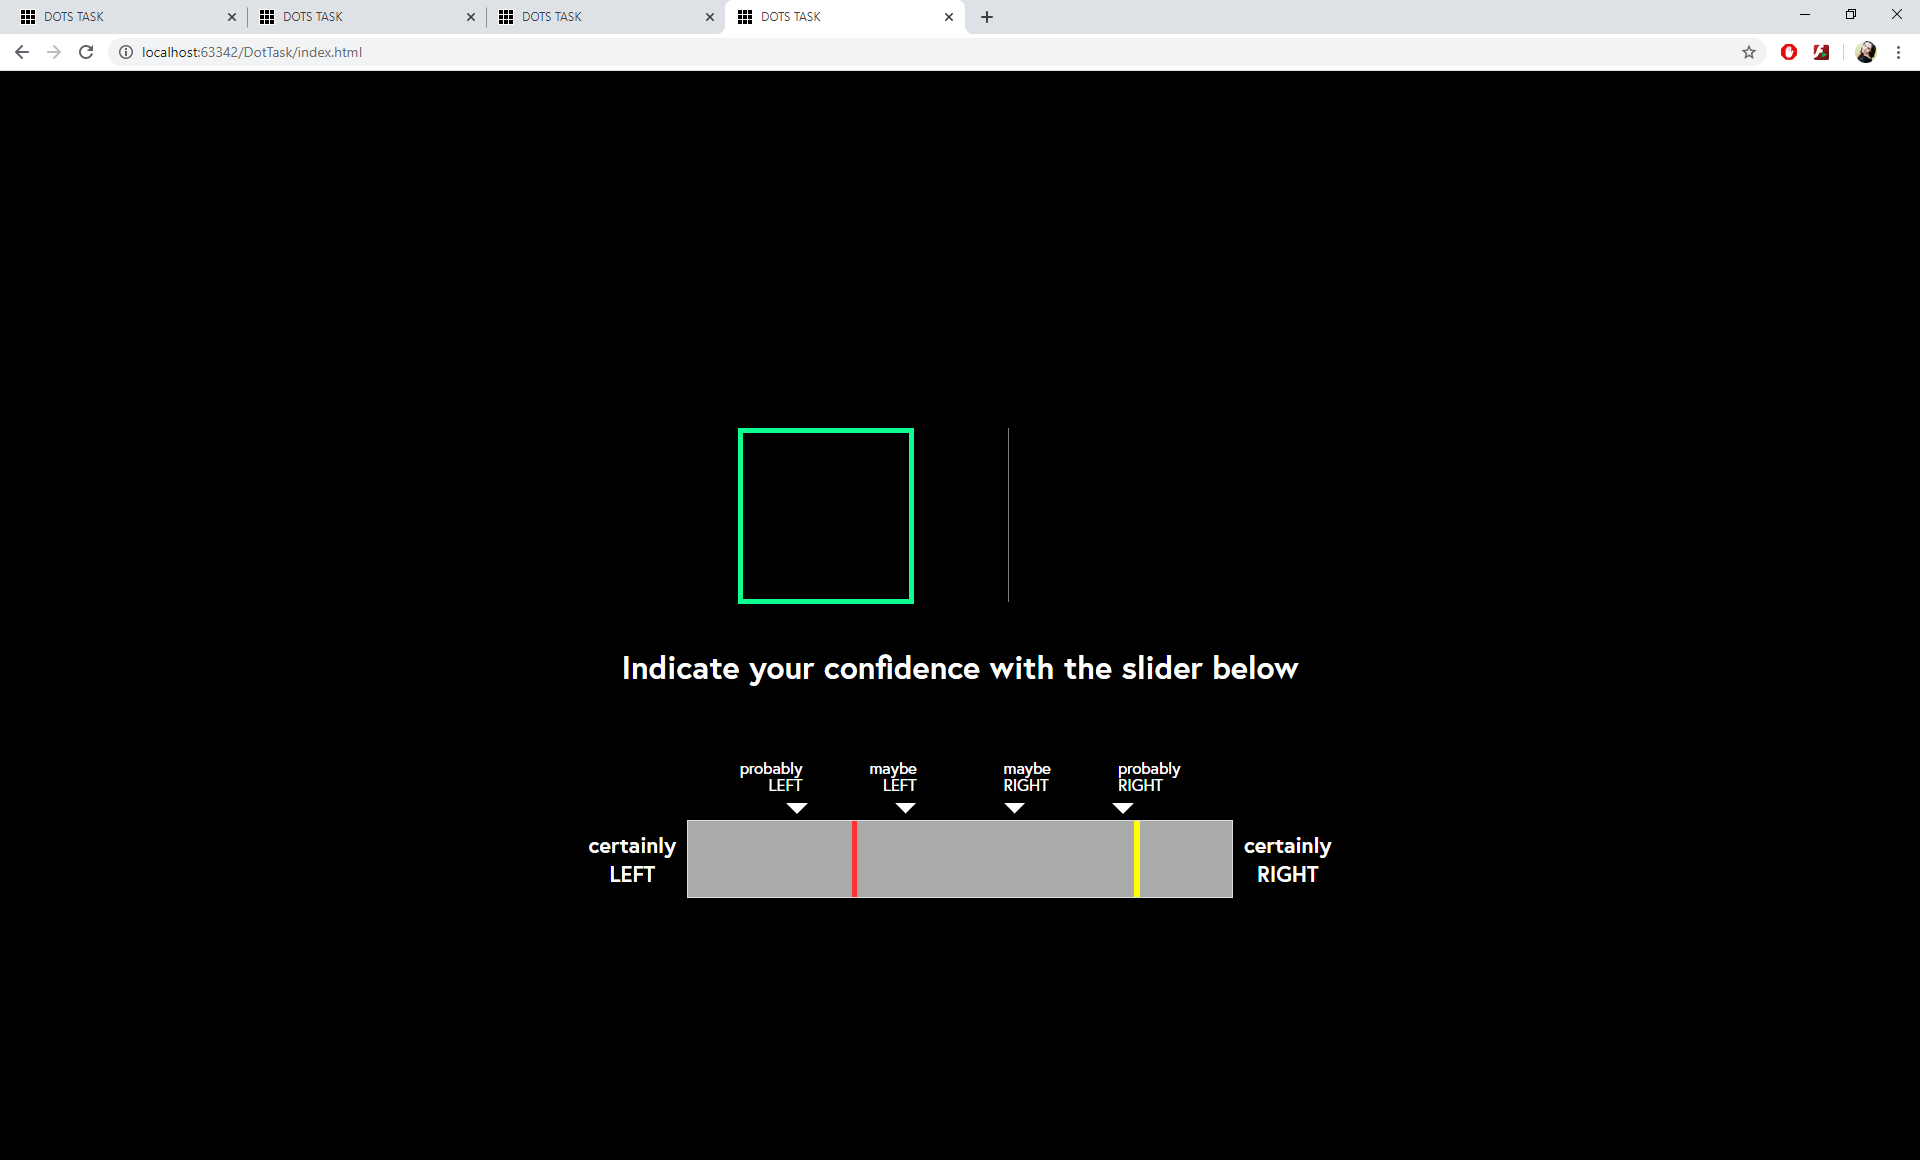 DOTS TASK
DOTS TASK
DOTS TASK
DOTS TASK
localhost:63342/DotTask/index.html
Indicate your confidence with the slider below
probably
LEFT
maybe
LEFT
maybe
RIGHT
probably
RIGHT
certainly
LEFT
certainly
RIGHT